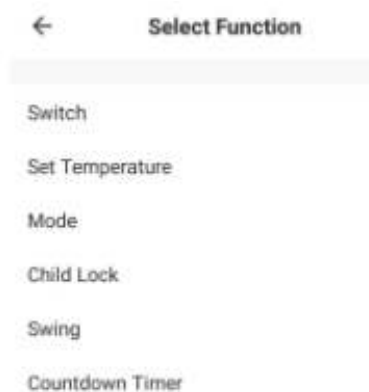 Select Function
Switch
Set Temperature
Mode
Child Lock
Swing
Countdown Timer